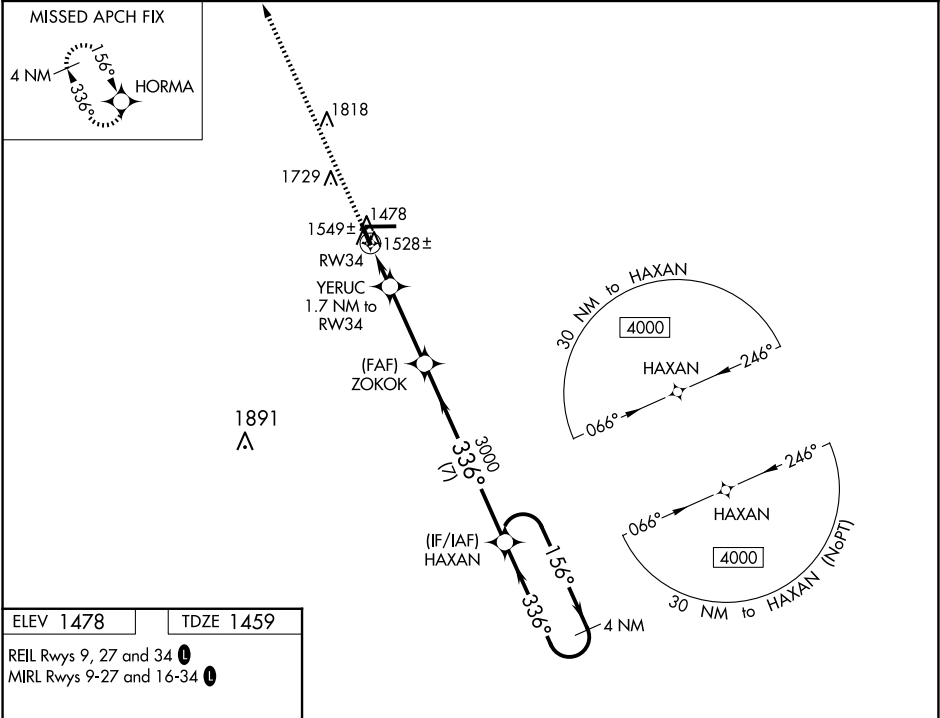 MISSED APCH FIX
156°
4 NM
HORMA
336°
1818
1729
1478
1549±
1528±
RW34
YERUC
1.7 NM to
RW34
(FAF)
ZOKOK
1891
3000
336°
(7)
(IF/IAF)
HAXAN
156°
336°
4 NM
30 NM to HAXAN
4000
HAXAN
246°
066°
246°
066°
HAXAN
4000
30 NM to HAXAN (NoPT)
ELEV 1478
TDZE 1459
REIL Rwys 9, 27 and 34 L
MIRL Rwys 9-27 and 16-34 L